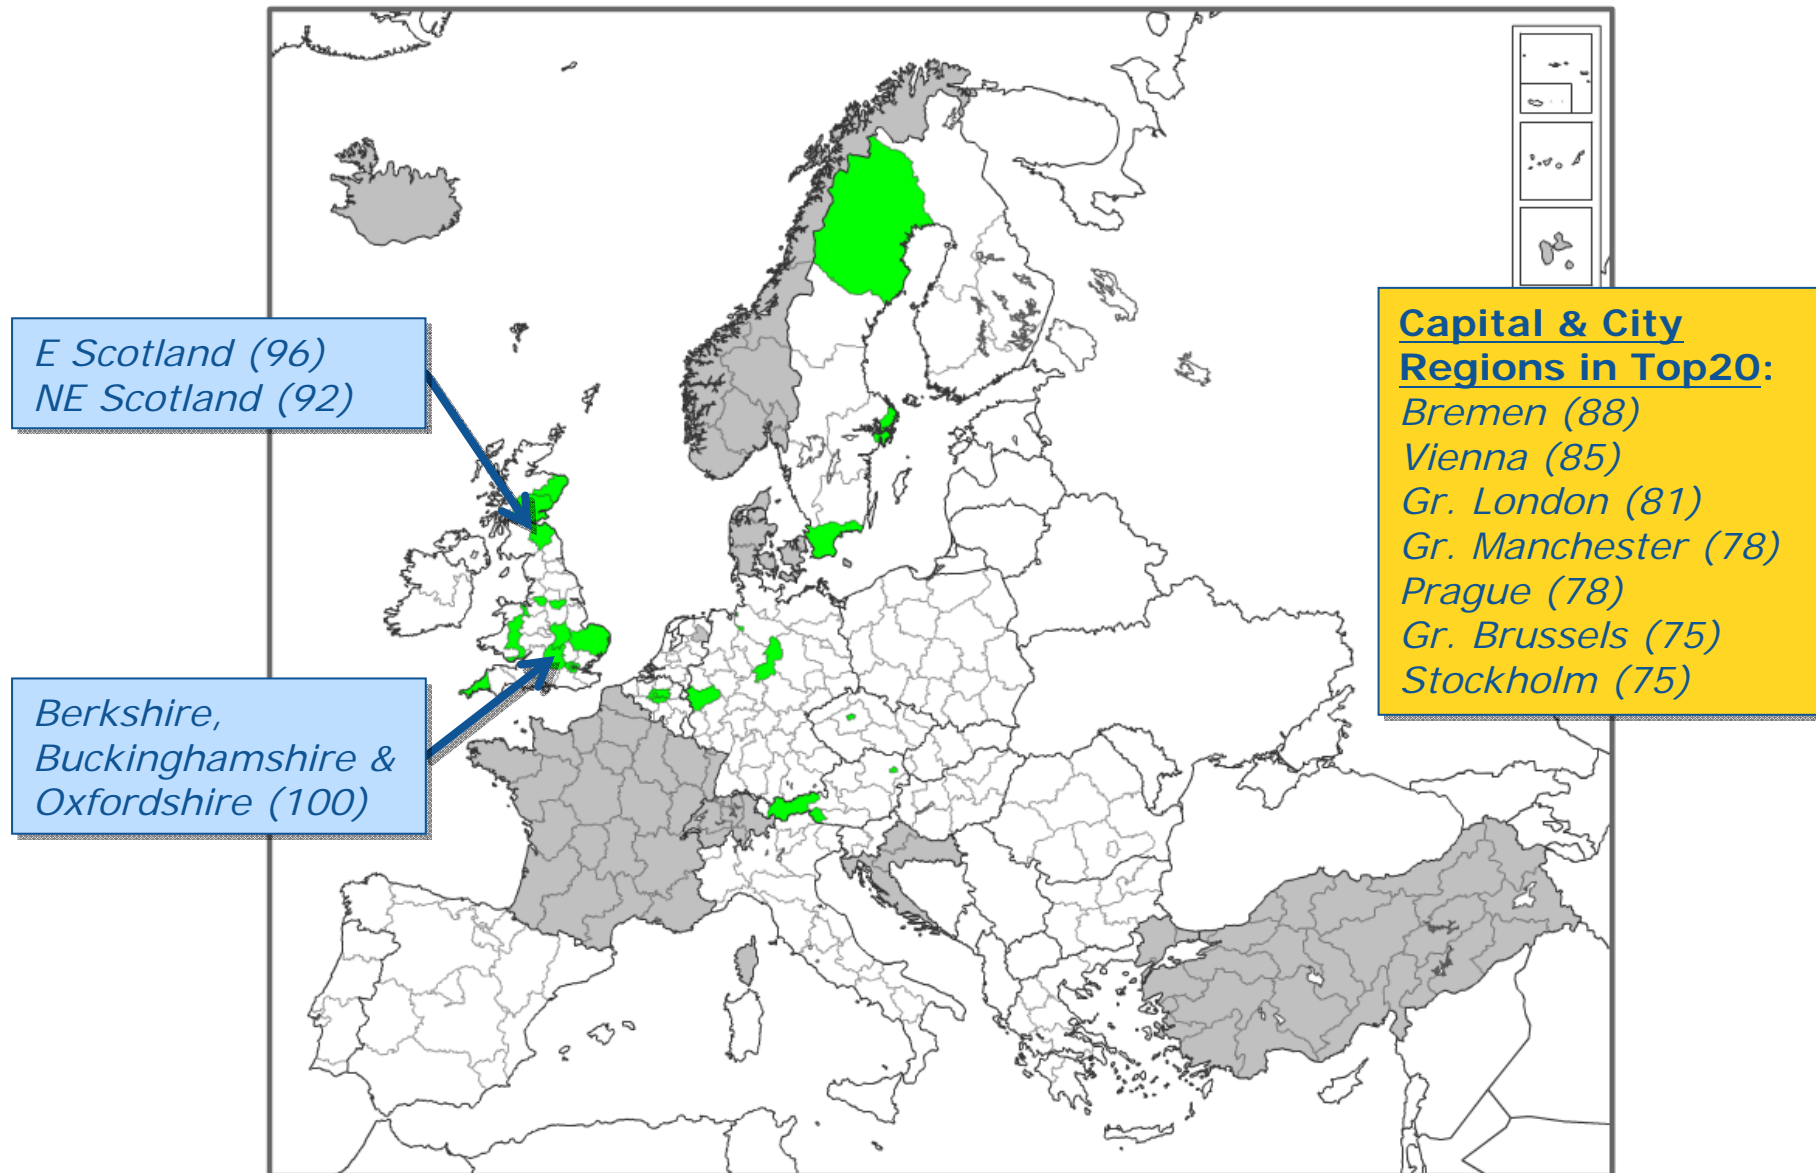 E Scotland (96)
NE Scotland (92)
Berkshire,
Buckinghamshire &
Oxfordshire (100)
Capital & City
Regions in Top20:
Bremen (88)
Vienna (85)
Gr. London (81)
Gr. Manchester (78)
Prague (78)
Gr. Brussels (75)
Stockholm (75)